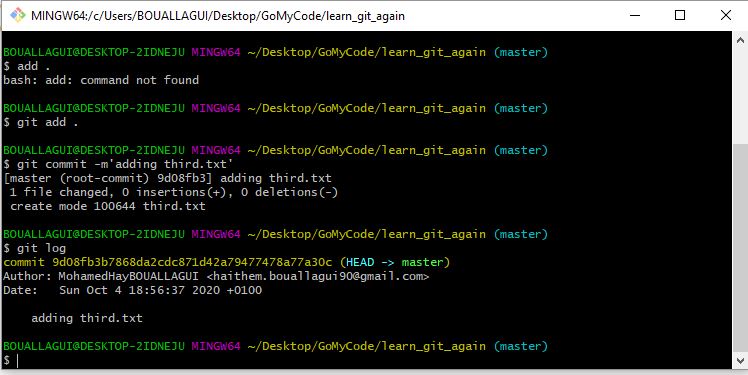 MINGW64:/c/Users/BOUALLAGUI/Desktop/GoMyCode/learn_git_again
BOUALLAGUI@DESKTOP-2IDNEJU MINGW64 ~/Desktop/GoMyCode/learn_git_again (master)
$ add .
bash: add: command not found
BOUALLAGUI@DESKTOP-2IDNEJU MINGW64 ~/Desktop/GoMyCode/learn_git_again (master)
$ git add .
BOUALLAGUI@DESKTOP-2IDNEJU MINGW64 ~/Desktop/GoMyCode/learn_git_again (master)
$ git commit -m'adding third.txt'
[master (root-commit) 9d08fb3] adding third.txt
 1 file changed, 0 insertions(+), 0 deletions(-)
 create mode 100644 third.txt
BOUALLAGUI@DESKTOP-2IDNEJU MINGW64 ~/Desktop/GoMyCode/learn_git_again (master)
$ git log
commit 9d08fb3b7868da2cdc871d42a79477478a77a30c (HEAD -> master)
Author: MohamedHayBOUALLAGUI <haithem.bouallagui90@gmail.com>
Date:   Sun Oct 4 18:56:37 2020 +0100
    adding third.txt
BOUALLAGUI@DESKTOP-2IDNEJU MINGW64 ~/Desktop/GoMyCode/learn_git_again (master)
$